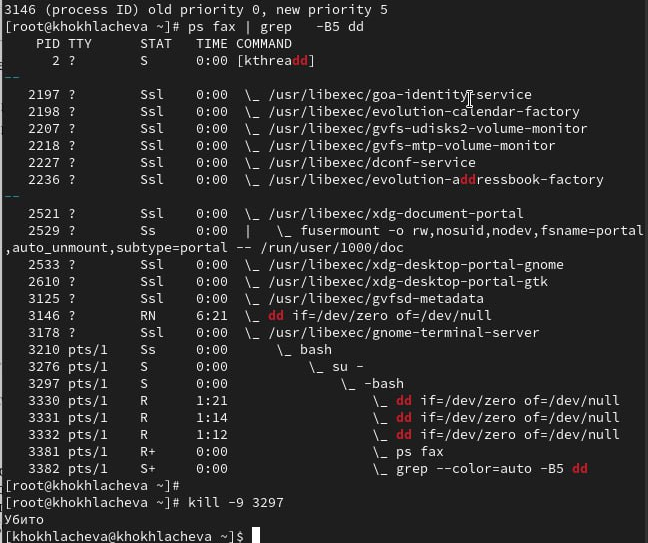 3146 (process ID) old priority 0, new priority 5
[root@khokhlacheva ~]# ps fax | grep   -B5 dd
    PID TTY      STAT   TIME COMMAND
      2 ?        S      0:00 [kthreadd]
--
   2197 ?        Ssl    0:00  \_ /usr/libexec/goa-identity-service
   2198 ?        Ssl    0:00  \_ /usr/libexec/evolution-calendar-factory
   2207 ?        Ssl    0:00  \_ /usr/libexec/gvfs-udisks2-volume-monitor
   2218 ?        Ssl    0:00  \_ /usr/libexec/gvfs-mtp-volume-monitor
   2227 ?        Ssl    0:00  \_ /usr/libexec/dconf-service
   2236 ?        Ssl    0:00  \_ /usr/libexec/evolution-addressbook-factory
--
   2521 ?        Ssl    0:00  \_ /usr/libexec/xdg-document-portal
   2529 ?        Ss     0:00  |   \_ fusermount -o rw,nosuid,nodev,fsname=portal
,auto_unmount,subtype=portal -- /run/user/1000/doc
   2533 ?        Ssl    0:00  \_ /usr/libexec/xdg-desktop-portal-gnome
   2610 ?        Ssl    0:00  \_ /usr/libexec/xdg-desktop-portal-gtk
   3125 ?        Ssl    0:00  \_ /usr/libexec/gvfsd-metadata
   3146 ?        RN     6:21  \_ dd if=/dev/zero of=/dev/null
   3178 ?        Ssl    0:00  \_ /usr/libexec/gnome-terminal-server
   3210 pts/1    Ss     0:00      \_ bash
   3276 pts/1    S      0:00          \_ su -
   3297 pts/1    S      0:00              \_ -bash
   3330 pts/1    R      1:21                  \_ dd if=/dev/zero of=/dev/null
   3331 pts/1    R      1:14                  \_ dd if=/dev/zero of=/dev/null
   3332 pts/1    R      1:12                  \_ dd if=/dev/zero of=/dev/null
   3381 pts/1    R+     0:00                  \_ ps fax
   3382 pts/1    S+     0:00                  \_ grep --color=auto -B5 dd
[root@khokhlacheva ~]#
[root@khokhlacheva ~]# kill -9 3297
Убито
[khokhlacheva@khokhlacheva ~]$